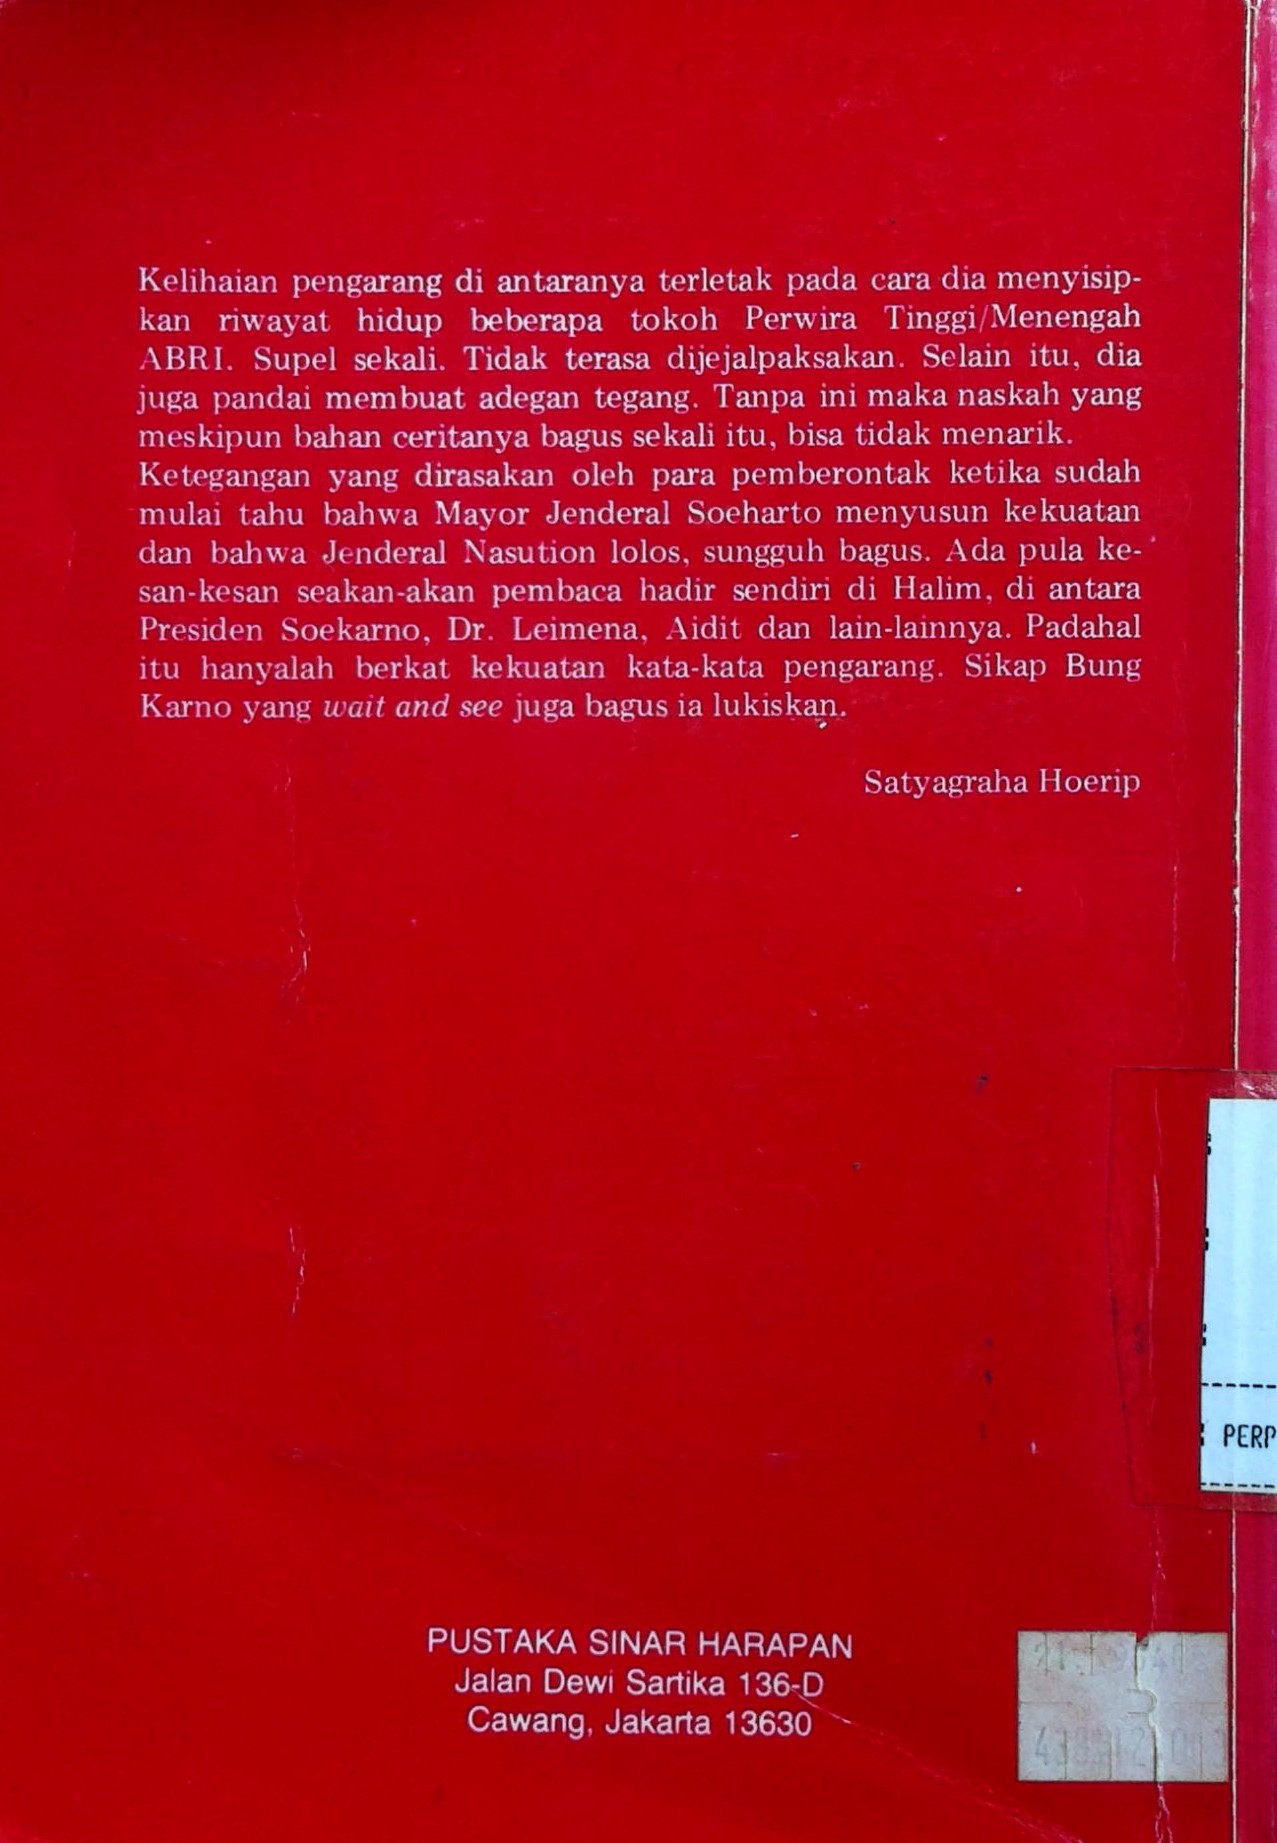 Kelihaian pengarang di antaranya terletak pada cara dia menyisip-
kan riwayat hidup beberapa tokoh Perwira Tinggi/Menengah
ABRI. Supel sekali. Tidak terasa dijejalpaksakan. Selain itu, dia
juga pandai membuat adegan tegang. Tanpa ini maka naskah yang
meskipun bahan ceritanya bagus sekali itu, bisa tidak menarik.
Ketegangan yang dirasakan oleh para pemberontak ketika sudah
mulai tahu bahwa Mayor Jenderal Soeharto menyusun kekuatan
dan bahwa Jenderal Nasution lolos, sungguh bagus. Ada pula ke-
san-kesan seakan-akan pembaca hadir sendiri di Halim, di antara
Presiden Soekarno, Dr. Leimena, Aidit dan lain-lainnya. Padahal
itu hanyalah berkat kekuatan kata-kata pengarang. Sikap Bung
Karno yang wait and see juga bagus ia lukiskan.
Satyagraha Hoerip
PERP
PUSTAKA SINAR HARAPAN
Jalan Dewi Sartika 136-D
Cawang, Jakarta 13630